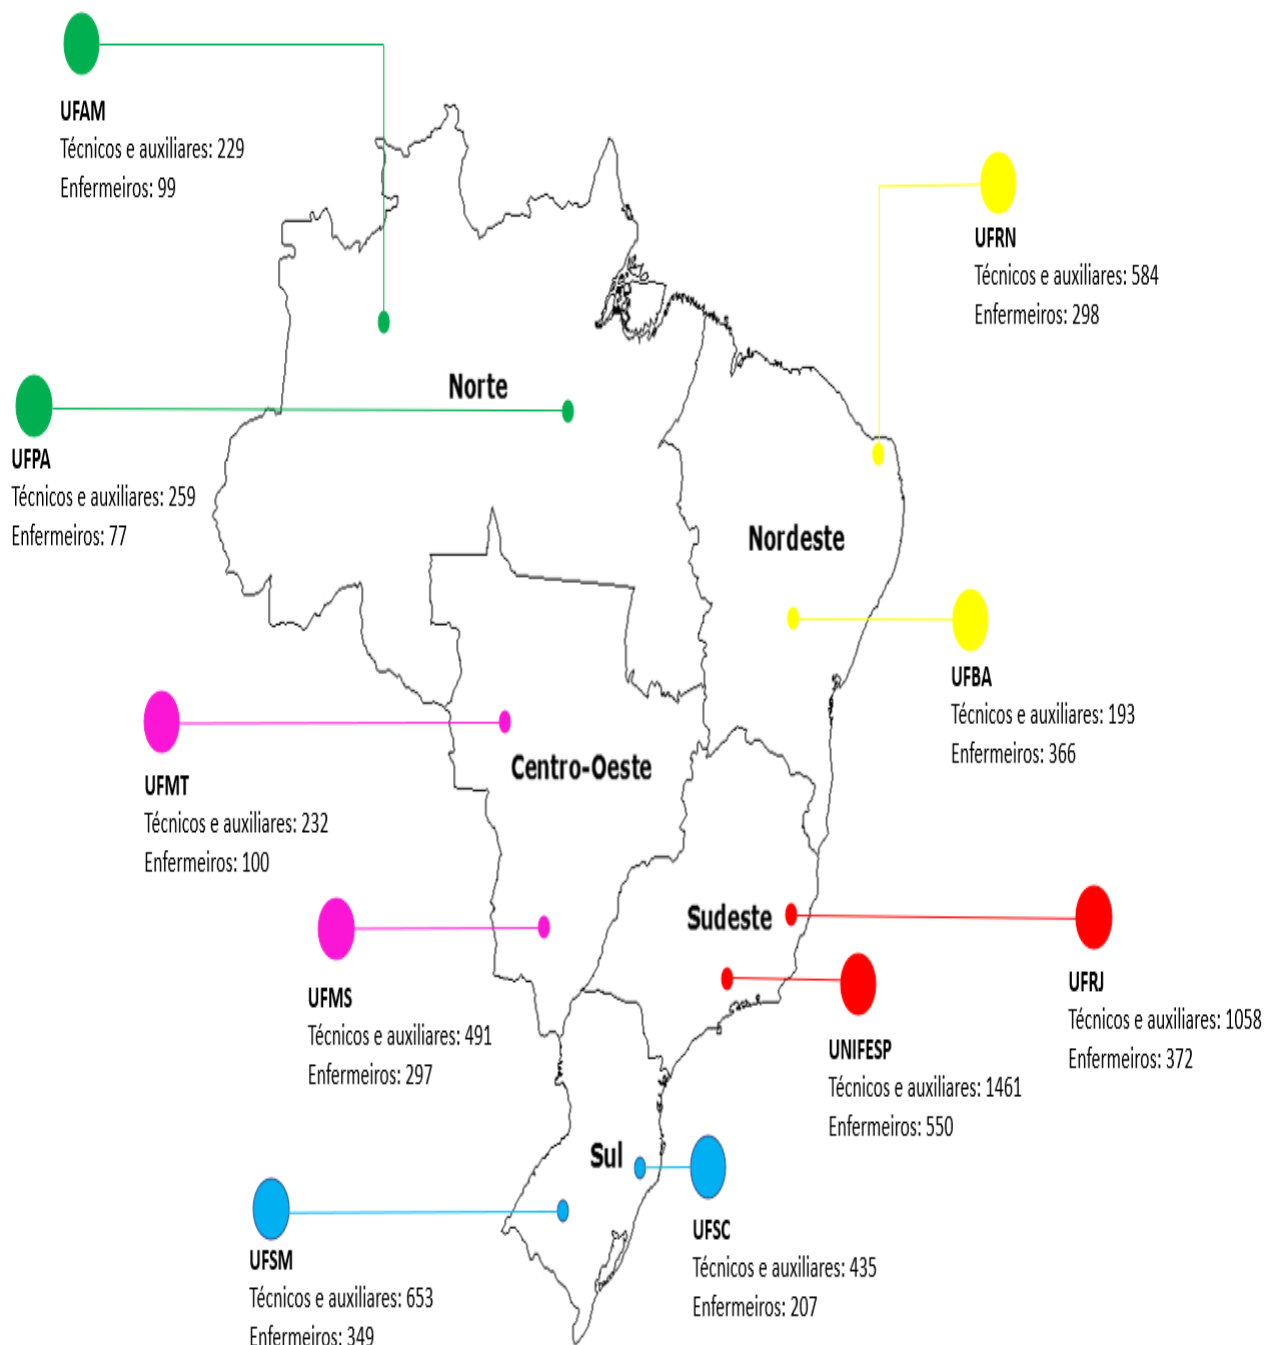 UFAM
Técnicos e auxiliares: 229
Enfermeiros: 99
UFRN
Técnicos e auxiliares: 584
Enfermeiros: 298
Norte
UFPA
Técnicos e auxiliares: 259
Enfermeiros: 77
Nordeste
UFBA
Técnicos e auxiliares: 193
Enfermeiros: 366
UFMT
Técnicos e auxiliares: 232
Enfermeiros: 100
Centro-Oeste
Sudeste
UFMS
Técnicos e auxiliares: 491
Enfermeiros: 297
UFRJ
Técnicos e auxiliares: 1058
Enfermeiros: 372
UNIFESP
Técnicos e auxiliares: 1461
Enfermeiros: 550
Sul
UFSC
Técnicos e auxiliares: 435
Enfermeiros: 207
UFSM
Técnicos e auxiliares: 653
Enfermeiros: 349